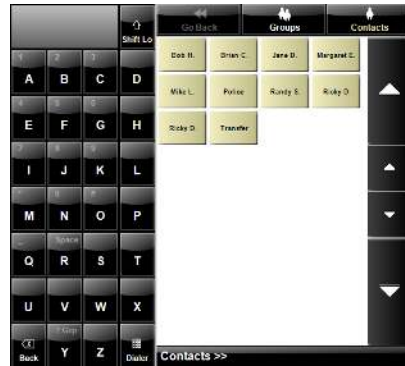 Shift Lo
Go Back
Groups
Contacts
A B C D
E F G H
I J K L
M N O P
Space
Q R S T
U V W X
Back Y Z Dialer
Bob H. Brian C. Jane D. Margaret E.
Mike L. Police Randy S. Ricky D.
Ricky D. Transfer
Contacts >>